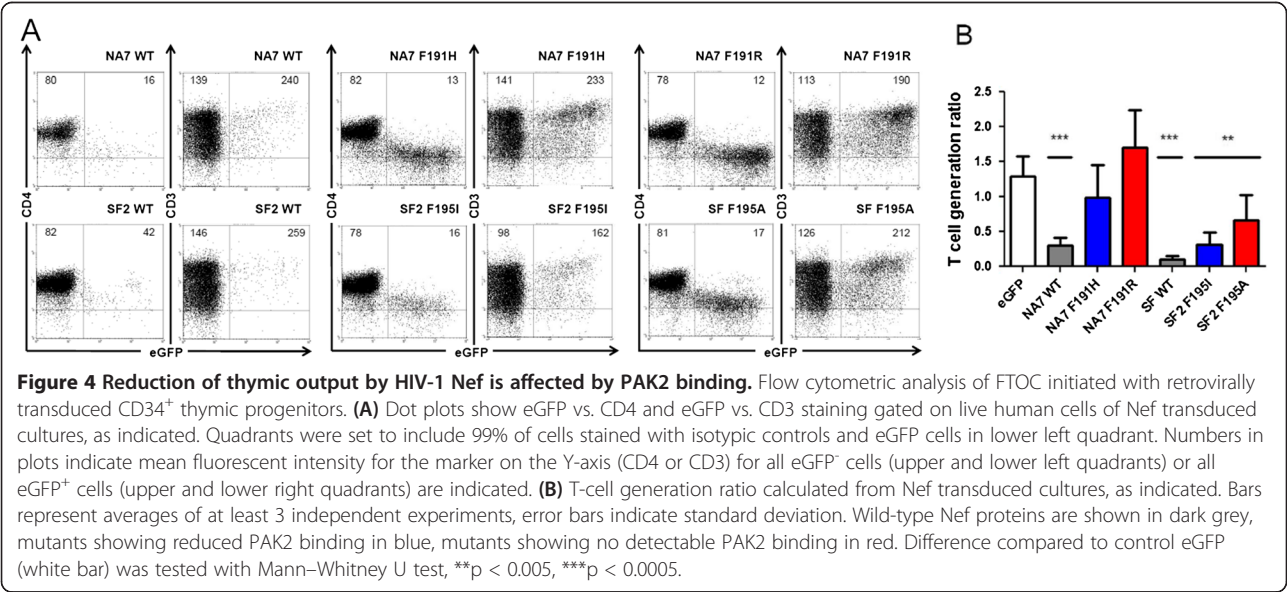 A
NA7 WT
NA7 WT
NA7 F191H
NA7 F191H
NA7 F191R
NA7 F191R
80 16
139 240
82 13
141 233
78 12
113 190
CD4
CD3
CD4
CD3
CD4
CD3
SF2 WT
SF2 WT
SF2 F195I
SF2 F195I
SF F195A
SF F195A
82 42
146 259
78 16
98 162
81 17
126 212
eGFP
eGFP
eGFP
B
T cell generation ratio
2.5
2.0
1.5
1.0
0.5
0.0
***
***
**
eGFP
NA7 WT
NA7 F191H
NA7 F191R
SF WT
SF2 F195I
SF2 F195A
Figure 4 Reduction of thymic output by HIV-1 Nef is affected by PAK2 binding. Flow cytometric analysis of FTOC initiated with retrovirally
transduced CD34+ thymic progenitors. (A) Dot plots show eGFP vs. CD4 and eGFP vs. CD3 staining gated on live human cells of Nef transduced
cultures, as indicated. Quadrants were set to include 99% of cells stained with isotypic controls and eGFP cells in lower left quadrant. Numbers in
plots indicate mean fluorescent intensity for the marker on the Y-axis (CD4 or CD3) for all eGFP- cells (upper and lower left quadrants) or all
eGFP+ cells (upper and lower right quadrants) are indicated. (B) T-cell generation ratio calculated from Nef transduced cultures, as indicated. Bars
represent averages of at least 3 independent experiments, error bars indicate standard deviation. Wild-type Nef proteins are shown in dark grey,
mutants showing reduced PAK2 binding in blue, mutants showing no detectable PAK2 binding in red. Difference compared to control eGFP
(white bar) was tested with Mann–Whitney U test, **p < 0.005, ***p < 0.0005.